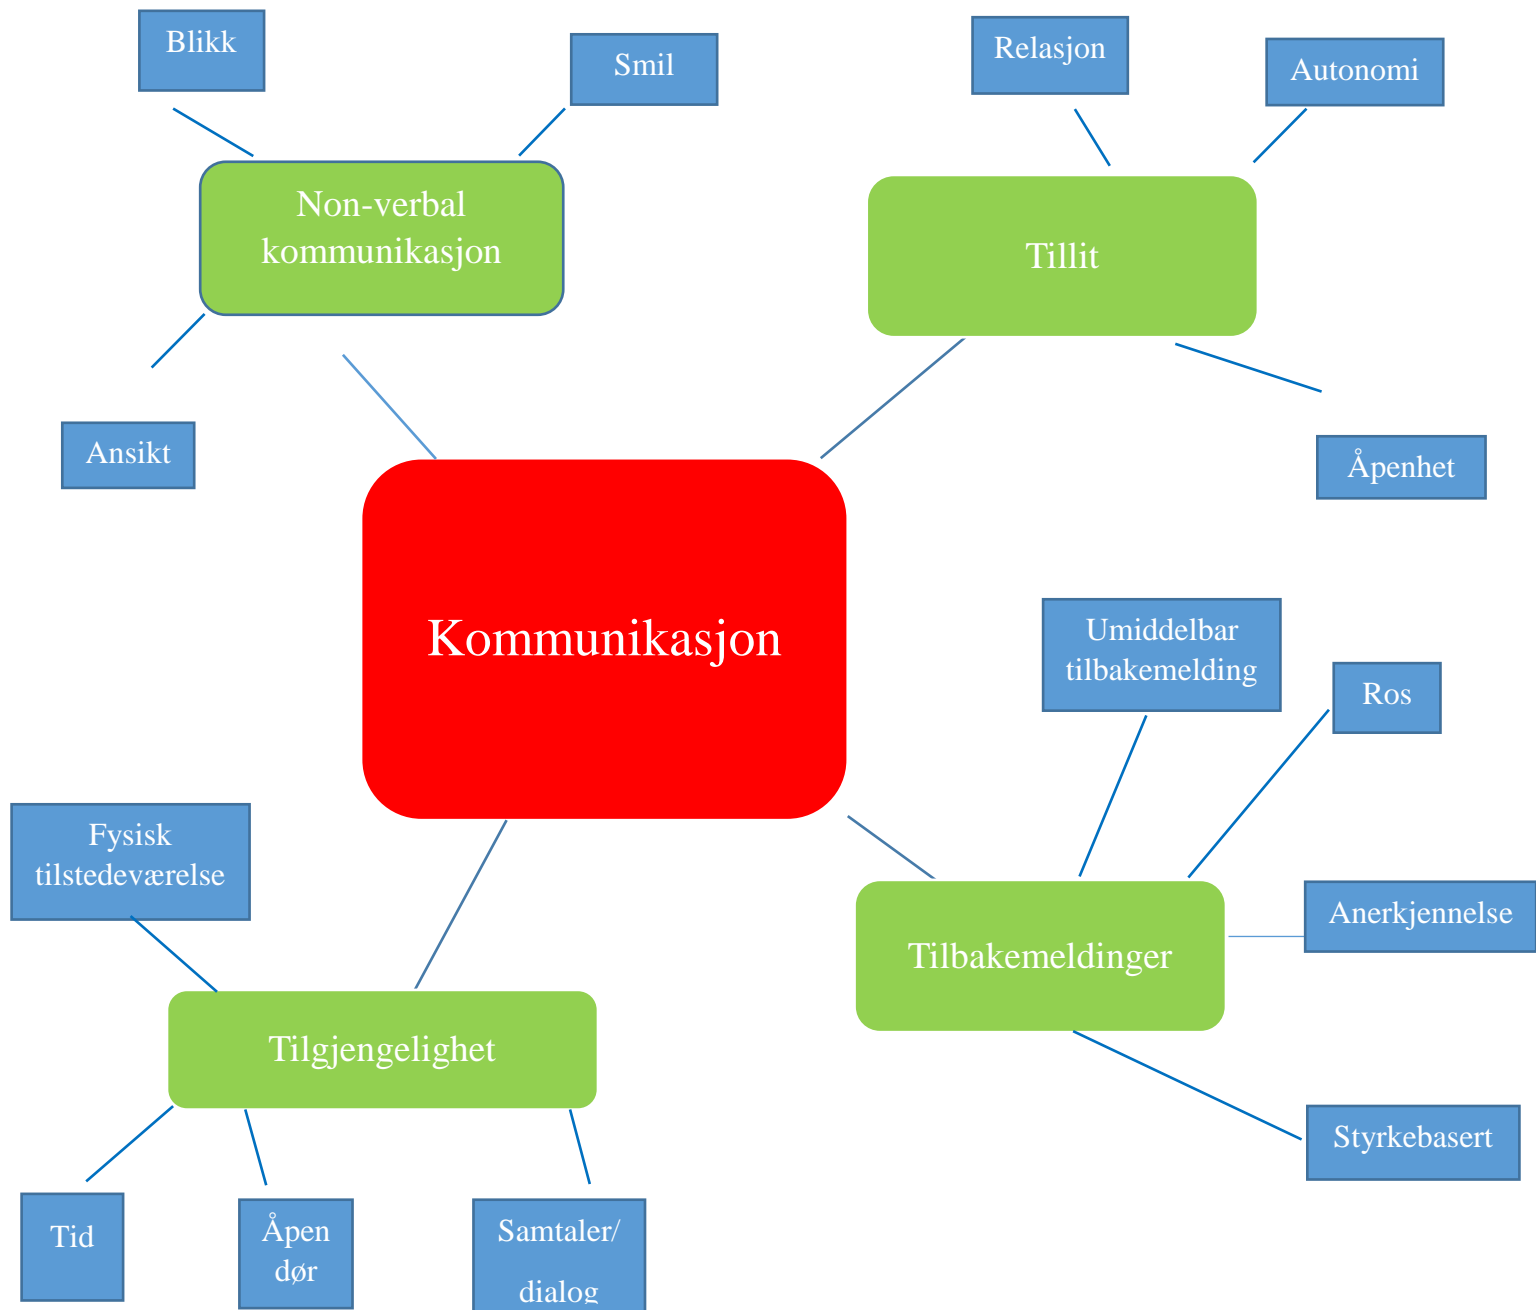 Blikk
Smil
Relasjon
Autonomi
Non-verbal
kommunikasjon
Tillit
Ansikt
Åpenhet
Kommunikasjon
Umiddelbar
tilbakemelding
Ros
Fysisk
tilstedeværelse
Anerkjennelse
Tilbakemeldinger
Tilgjengelighet
Styrkebasert
Tid
Åpen
dør
Samtaler/
dialog